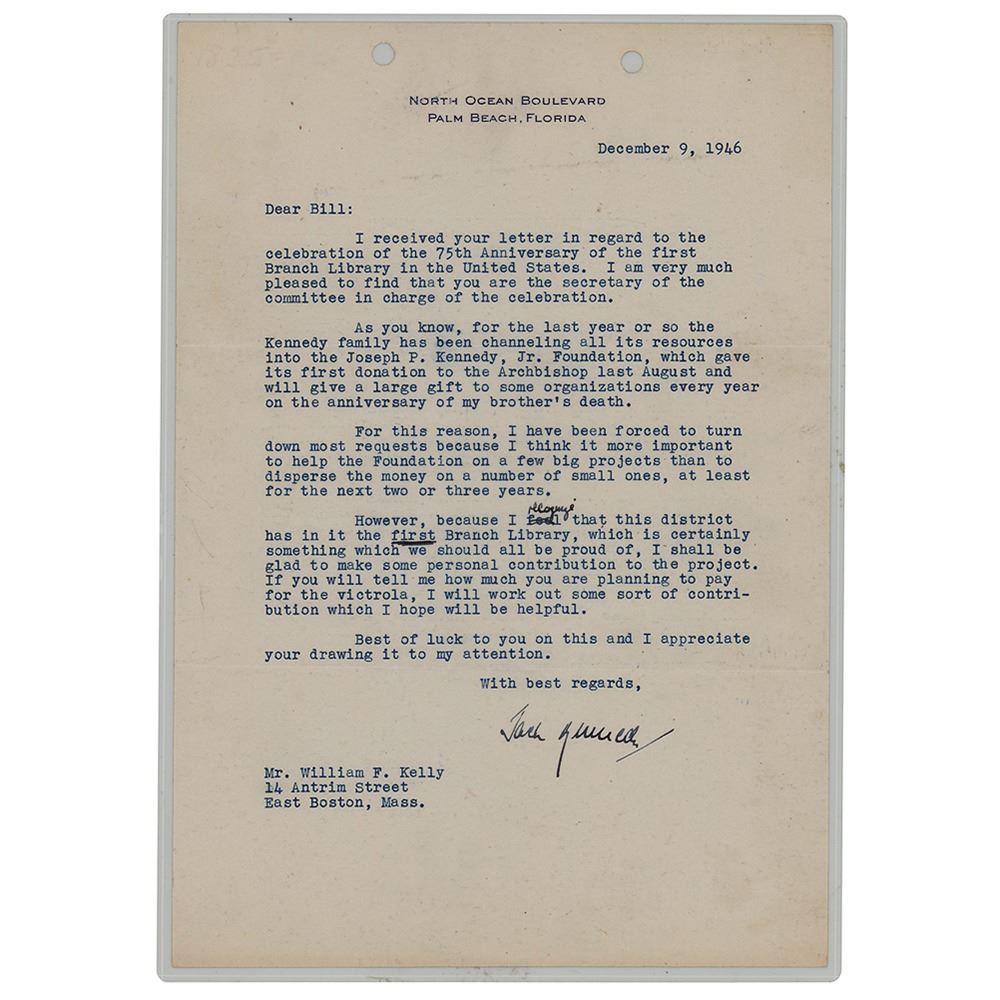 NORTH OCEAN BOULEVARD
PALM BEACH, FLORIDA
December 9, 1946
Dear Bill:
I received your letter in regard to the
celebration of the 75th Anniversary of the first
Branch Library in the United States. I am very much
pleased to find that you are the secretary of the
committee in charge of the celebration.
As you know, for the last year or so the
Kennedy family has been channeling all its resources
into the Joseph P. Kennedy, Jr. Foundation, which gave
its first donation to the Archbishop last August and
will give a large gift to some organizations every year
on the anniversary of my brother's death.
For this reason, I have been forced to turn
down most requests because I think it more important
to help the Foundation on a few big projects than to
disperse the money on a number of small ones, at least
for the next two or three years.
However, because I feel that this district
has in it the first Branch Library, which is certainly
something which we should all be proud of, I shall be
glad to make some personal contribution to the project.
If you will tell me how much you are planning to pay
for the victrola, I will work out some sort of contri-
bution which I hope will be helpful.
Best of luck to you on this and I appreciate
your drawing it to my attention.
With best regards,
Jack Kennedy
Mr. William F. Kelly
14 Antrim Street
East Boston, Mass.